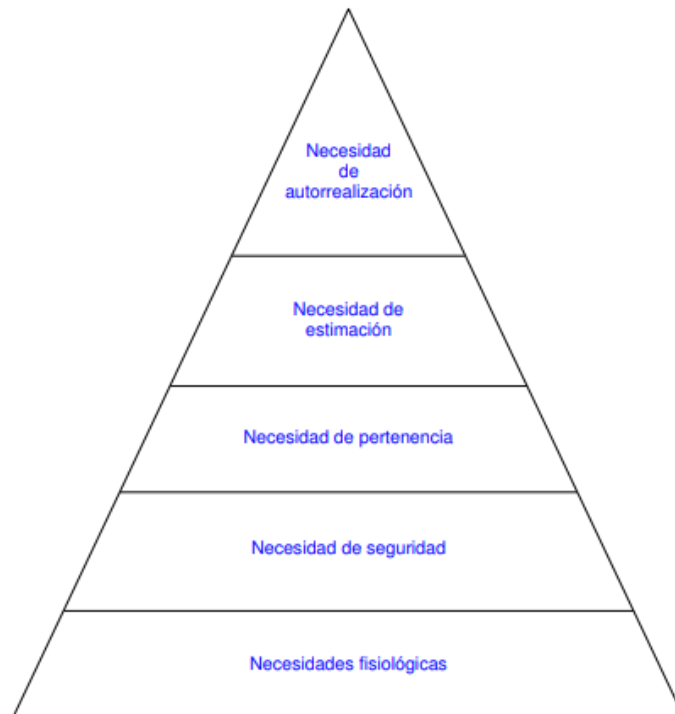 Necesidad
de
autorrealización
Necesidad de
estimación
Necesidad de pertenencia
Necesidad de seguridad
Necesidades fisiológicas